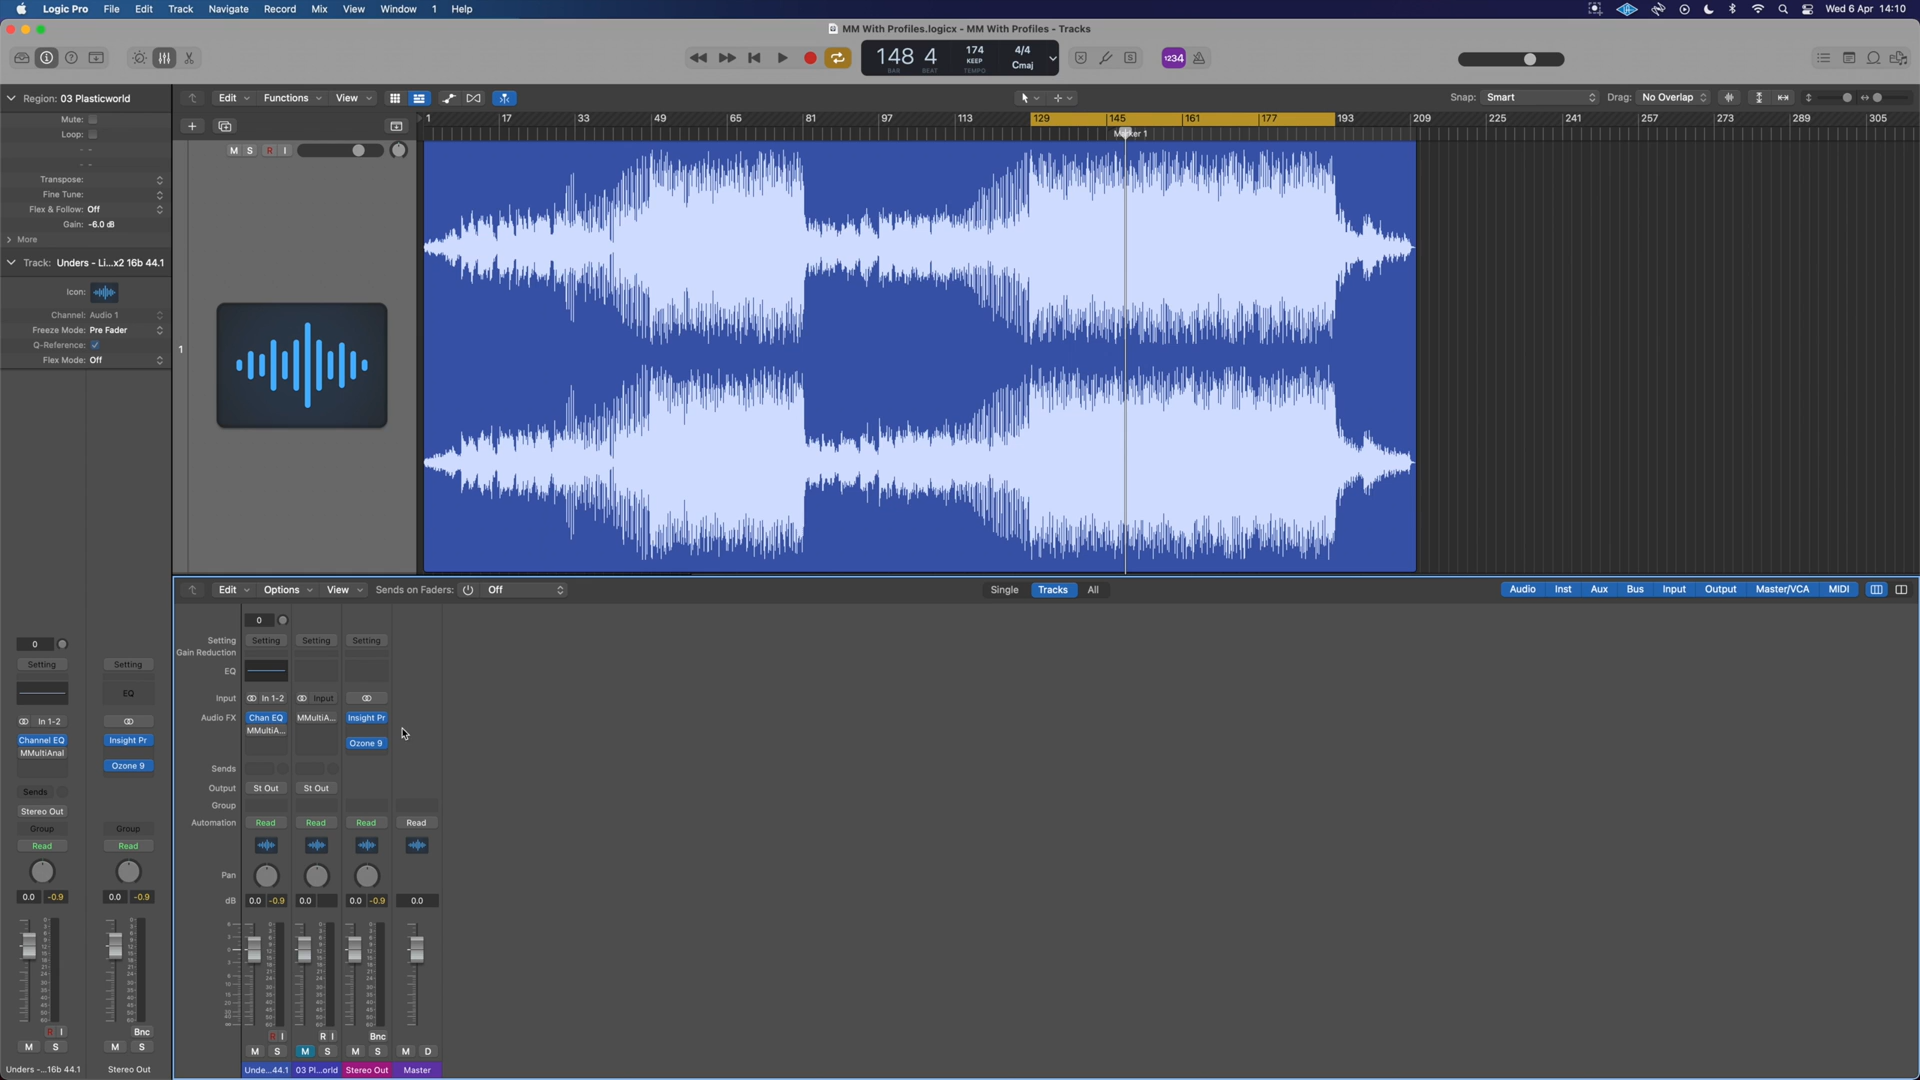 Logic Pro File Edit Track Navigate Record Mix View Window 1 Help Wed 6 Apr 14:10
MM With Profiles.logicx - MM With Profiles - Tracks
148 4 174 4/4
KEEP Cmaj
BAR BEAT TEMPO
1234
Region: 03 Plasticworld
Edit Functions View
Snap: Smart Drag: No Overlap
Mute:
Loop:
- -
- -
Transpose:
Fine Tune:
Flex & Follow: Off
Gain: -6.0 dB
More
Track: Unders - Li...x2 16b 44.1
Icon:
Channel: Audio 1
Freeze Mode: Pre Fader
Q-Reference:
Flex Mode: Off
1 17 33 49 65 81 97 113 129 145 161 177 193 209 225 241 257 273 289 305
Marker 1
M S R I
1
Edit Options View Sends on Faders: Off
Single Tracks All
Audio Inst Aux Bus Input Output Master/VCA MIDI
0
Setting Setting Setting Setting
Gain Reduction
EQ
Input In 1-2 Input
Audio FX Chan EQ MMultiA... Insight Pr
MMultiA...
Ozone 9
Sends
Output St Out St Out
Group
Automation Read Read Read Read
Pan
dB 0.0 -0.9 0.0 0.0 -0.9 0.0
R I R I Bnc
M S M S M S M D
Unde...44.1 03 Pl...orld Stereo Out Master
0
Setting Setting
EQ
In 1-2
Channel EQ Insight Pr
MMultiAnal
Ozone 9
Sends
Stereo Out
Group Group
Read Read
0.0 -0.9 0.0 -0.9
R I Bnc
M S M S
Unders -...16b 44.1 Stereo Out